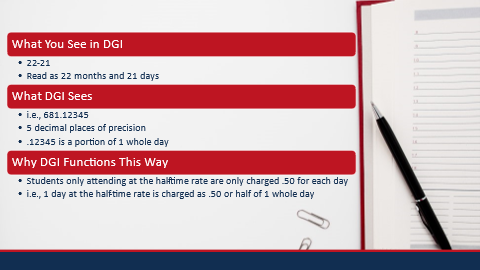 What You See in DGI
• 22-21
• Read as 22 months and 21 days
What DGI Sees
• i.e., 681.12345
• 5 decimal places of precision
• .12345 is a portion of 1 whole day
Why DGI Functions This Way
• Students only attending at the halftime rate are only charged .50 for each day
• i.e., 1 day at the halftime rate is charged as .50 or half of 1 whole day